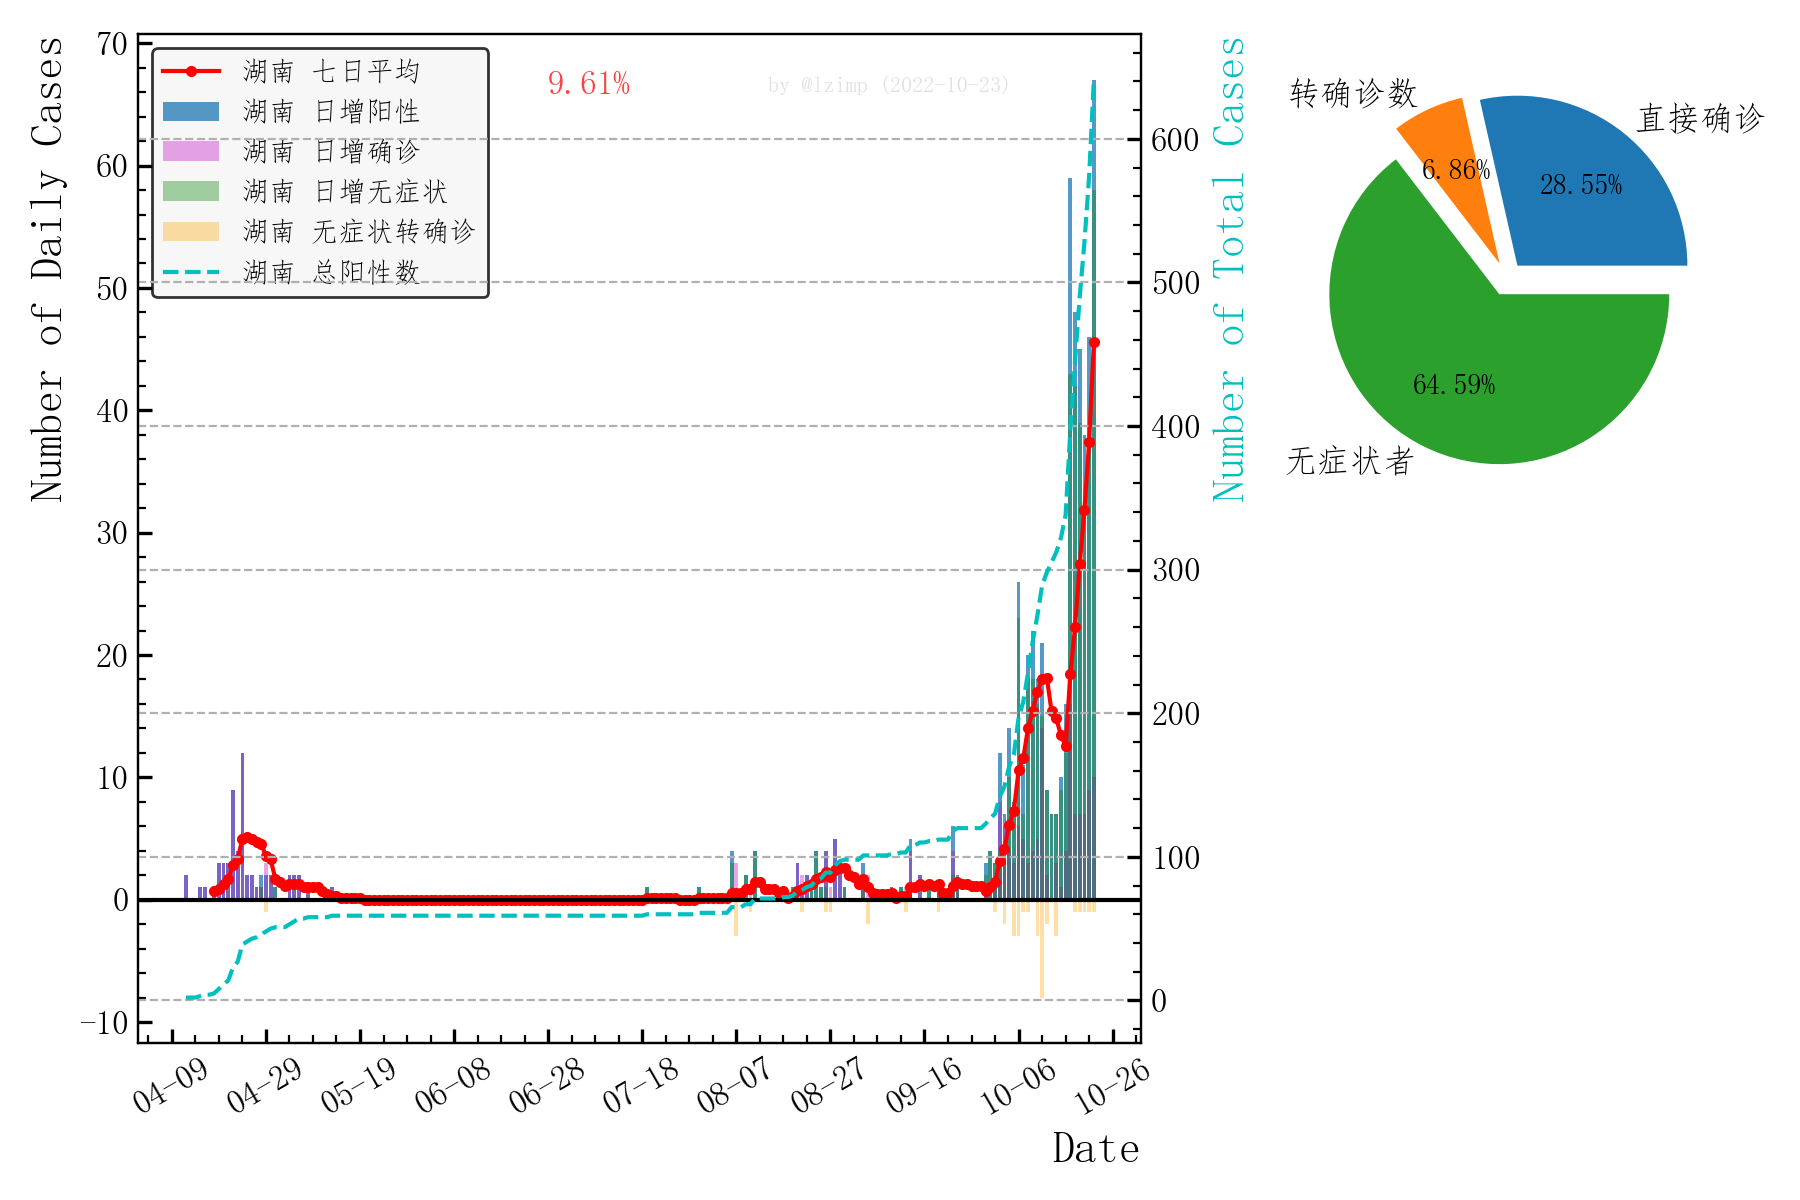 Number of Daily Cases
70
60
50
40
30
20
10
0
−10
湖南 七日平均
湖南 日增阳性
湖南 日增确诊
湖南 日增无症状
湖南 无症状转确诊
湖南 总阳性数
9.61%
by @lzimp (2022-10-23)
600
500
400
300
200
100
0
Number of Total Cases
04-09
04-29
05-19
06-08
06-28
07-18
08-07
08-27
09-16
10-06
10-26
Date
转确诊数
直接确诊
6.86%
28.55%
64.59%
无症状者